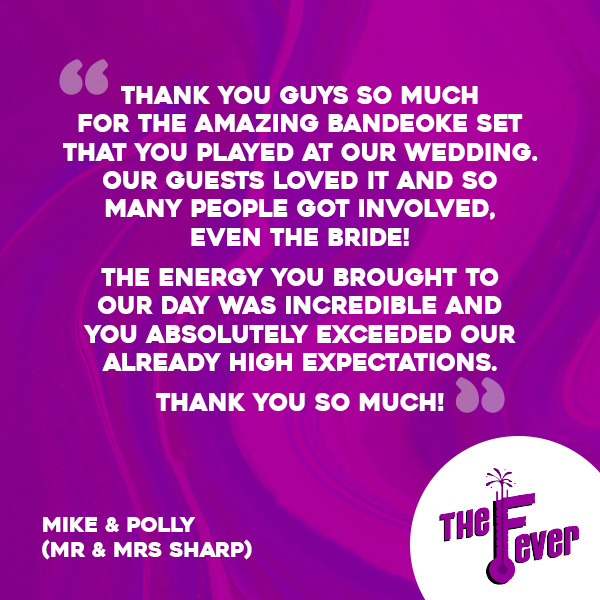 “ THANK YOU GUYS SO MUCH
FOR THE AMAZING BANDEOKE SET
THAT YOU PLAYED AT OUR WEDDING.
OUR GUESTS LOVED IT AND SO
MANY PEOPLE GOT INVOLVED,
EVEN THE BRIDE!
THE ENERGY YOU BROUGHT TO
OUR DAY WAS INCREDIBLE AND
YOU ABSOLUTELY EXCEEDED OUR
ALREADY HIGH EXPECTATIONS.
THANK YOU SO MUCH! ”
MIKE & POLLY
(MR & MRS SHARP)
THE Fever